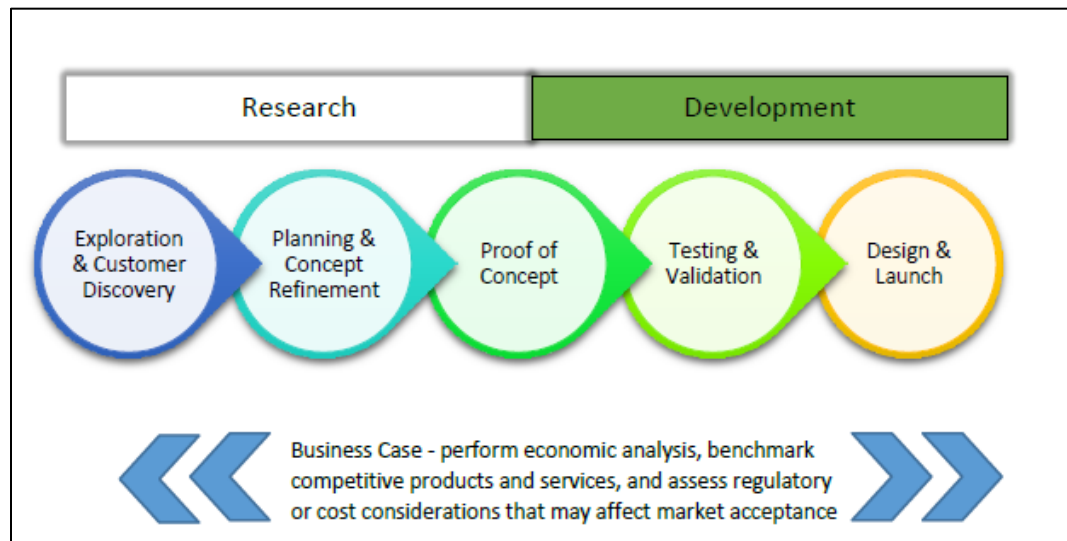 Research
Development
Exploration
& Customer
Discovery
Planning &
Concept
Refinement
Proof of
Concept
Testing &
Validation
Design &
Launch
Business Case - perform economic analysis, benchmark
competitive products and services, and assess regulatory
or cost considerations that may affect market acceptance